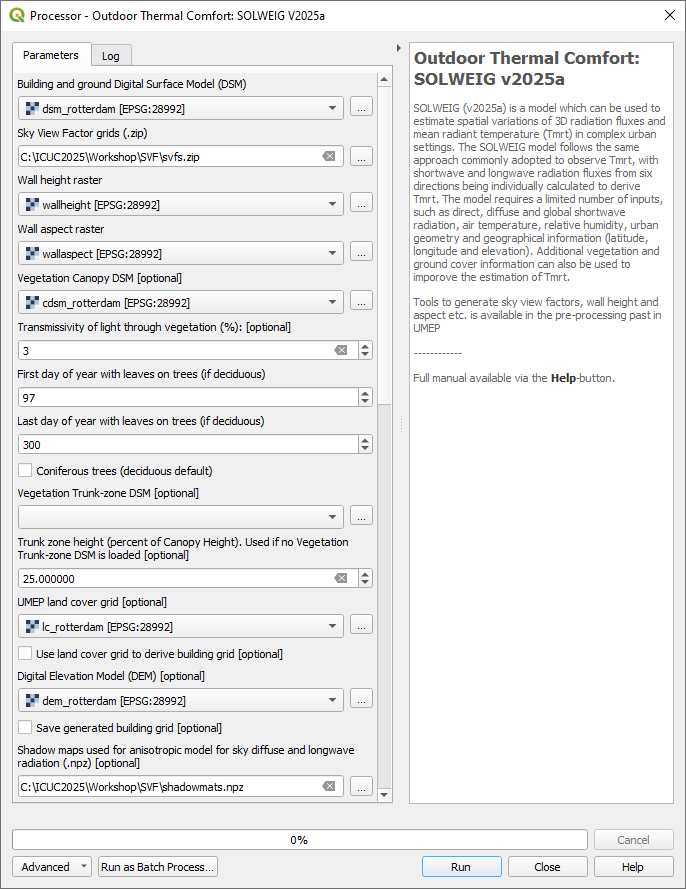 Processor - Outdoor Thermal Comfort: SOLWEIG V2025a
Parameters
Log
Building and ground Digital Surface Model (DSM)
dsm_rotterdam [EPSG:28992]
...
Sky View Factor grids (.zip)
C:\ICUC2025\Workshop\SVF\svfs.zip
...
Wall height raster
wallheight [EPSG:28992]
...
Wall aspect raster
wallaspect [EPSG:28992]
...
Vegetation Canopy DSM [optional]
cdsm_rotterdam [EPSG:28992]
...
Transmissivity of light through vegetation (%): [optional]
3
First day of year with leaves on trees (if deciduous)
97
Last day of year with leaves on trees (if deciduous)
300
Coniferous trees (deciduous default)
Vegetation Trunk-zone DSM [optional]
...
Trunk zone height (percent of Canopy Height). Used if no Vegetation
Trunk-zone DSM is loaded [optional]
25.000000
UMEP land cover grid [optional]
lc_rotterdam [EPSG:28992]
...
Use land cover grid to derive building grid [optional]
Digital Elevation Model (DEM) [optional]
dem_rotterdam [EPSG:28992]
...
Save generated building grid [optional]
Shadow maps used for anisotropic model for sky diffuse and longwave
radiation (.npz) [optional]
C:\ICUC2025\Workshop\SVF\shadowmats.npz
...
Outdoor Thermal Comfort:
SOLWEIG v2025a
SOLWEIG (v2025a) is a model which can be used to
estimate spatial variations of 3D radiation fluxes and
mean radiant temperature (Tmrt) in complex urban
settings. The SOLWEIG model follows the same
approach commonly adopted to observe Tmrt, with
shortwave and longwave radiation fluxes from six
directions being individually calculated to derive
Tmrt. The model requires a limited number of inputs,
such as direct, diffuse and global shortwave
radiation, air temperature, relative humidity, urban
geometry and geographical information (latitude,
longitude and elevation). Additional vegetation and
ground cover information can also be used to
imporove the estimation of Tmrt.
Tools to generate sky view factors, wall height and
aspect etc. is available in the pre-processing past in
UMEP
------------
Full manual available via the Help-button.
0%
Cancel
Advanced
Run as Batch Process...
Run
Close
Help